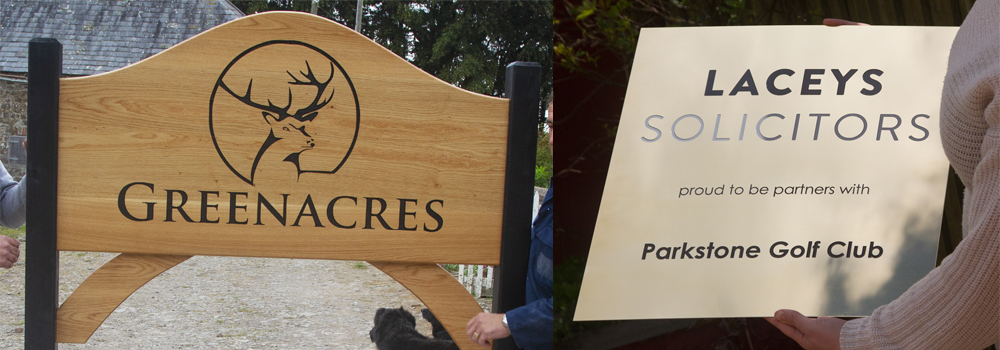 GREENACRES
LACEYS
SOLICITORS
proud to be partners with
Parkstone Golf Club